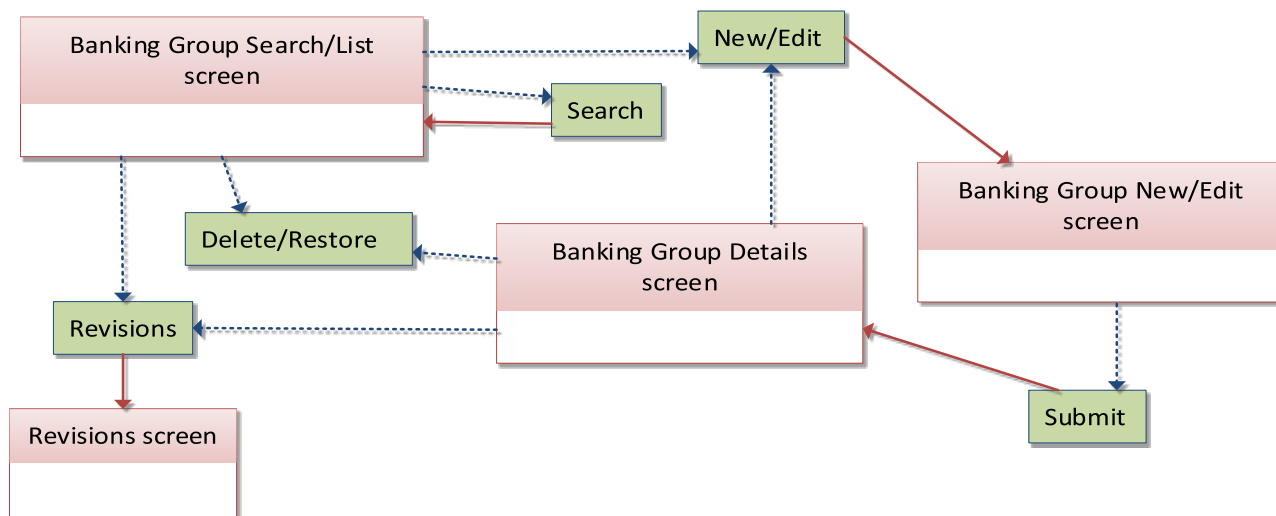 Banking Group Search/List
screen
New/Edit
Search
Banking Group New/Edit
screen
Delete/Restore
Banking Group Details
screen
Revisions
Submit
Revisions screen